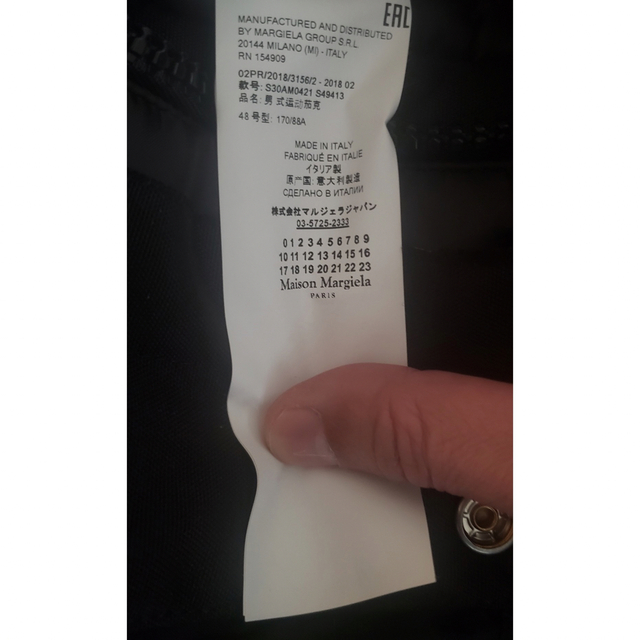 EAC
MANUFACTURED AND DISTRIBUTED
BY MARGIELA GROUP S.R.L
20144 MILANO (MI) - ITALY
RN 154909
02PR/2018/3156/2 - 2018 02
款号: S30AM0421 S49413
品名: 男式运动茄克
48 号型: 170/88A
MADE IN ITALY
FABRIQUÉ EN ITALIE
イタリア製
原产国: 意大利製造
СДЕЛАНО В ИТАЛИИ
株式会社マルジェラジャパン
03-5725-2333
0 1 2 3 4 5 6 7 8 9
10 11 12 13 14 15 16
17 18 19 20 21 22 23
Maison Margiela
PARIS